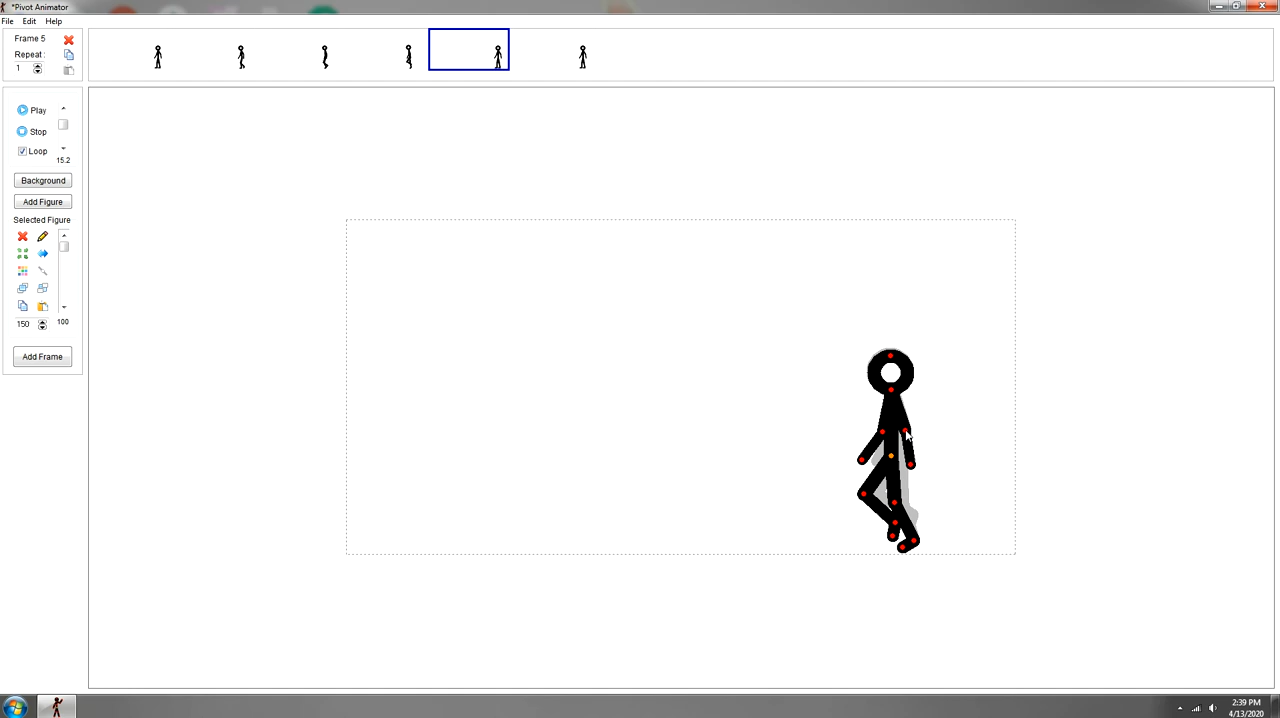 *Pivot Animator
File Edit Help
Frame 5
Repeat :
1
Play
Stop
Loop
15.2
Background
Add Figure
Selected Figure
150
100
Add Frame
2:39 PM
4/13/2020